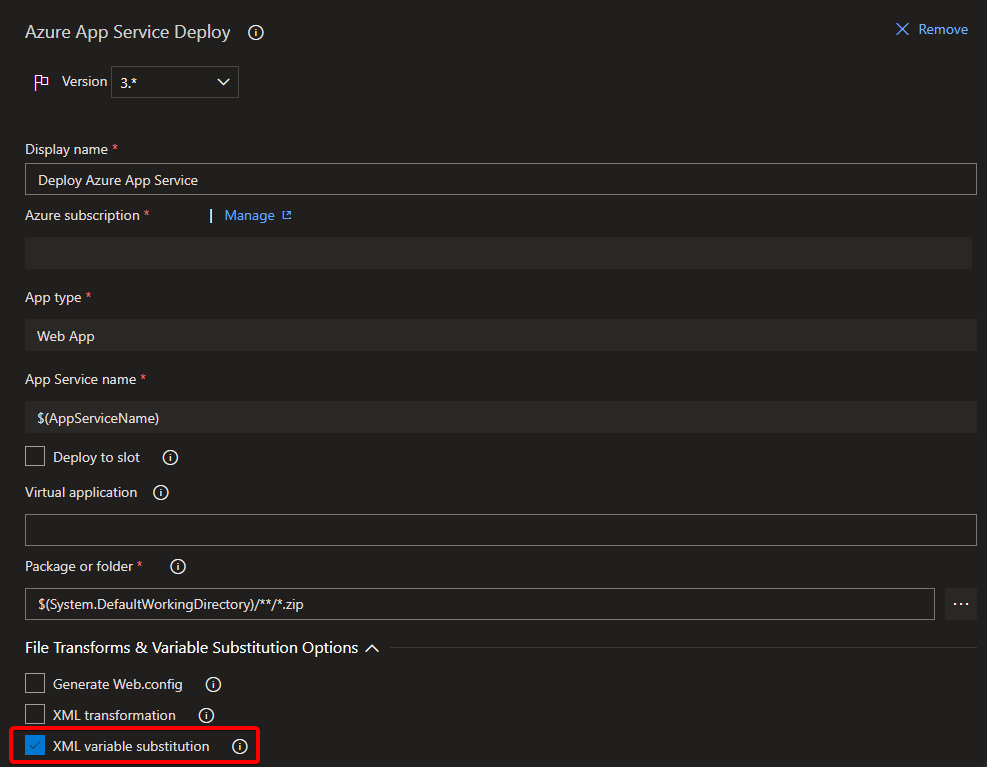 Azure App Service Deploy
Remove
Version 3.*
Display name *
Deploy Azure App Service
Azure subscription * | Manage
App type *
Web App
App Service name *
$(AppServiceName)
Deploy to slot
Virtual application
Package or folder *
$(System.DefaultWorkingDirectory)/**/*.zip
...
File Transforms & Variable Substitution Options
Generate Web.config
XML transformation
XML variable substitution